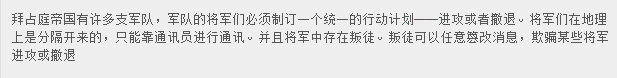 拜占庭帝国有许多支军队，军队的将军们必须制订一个统一的行动计划——进攻或者撤退。将军们在地理
上是分隔开来的，只能靠通讯员进行通讯。并且将军中存在叛徒。叛徒可以任意篡改消息，欺骗某些将军
进攻或撤退